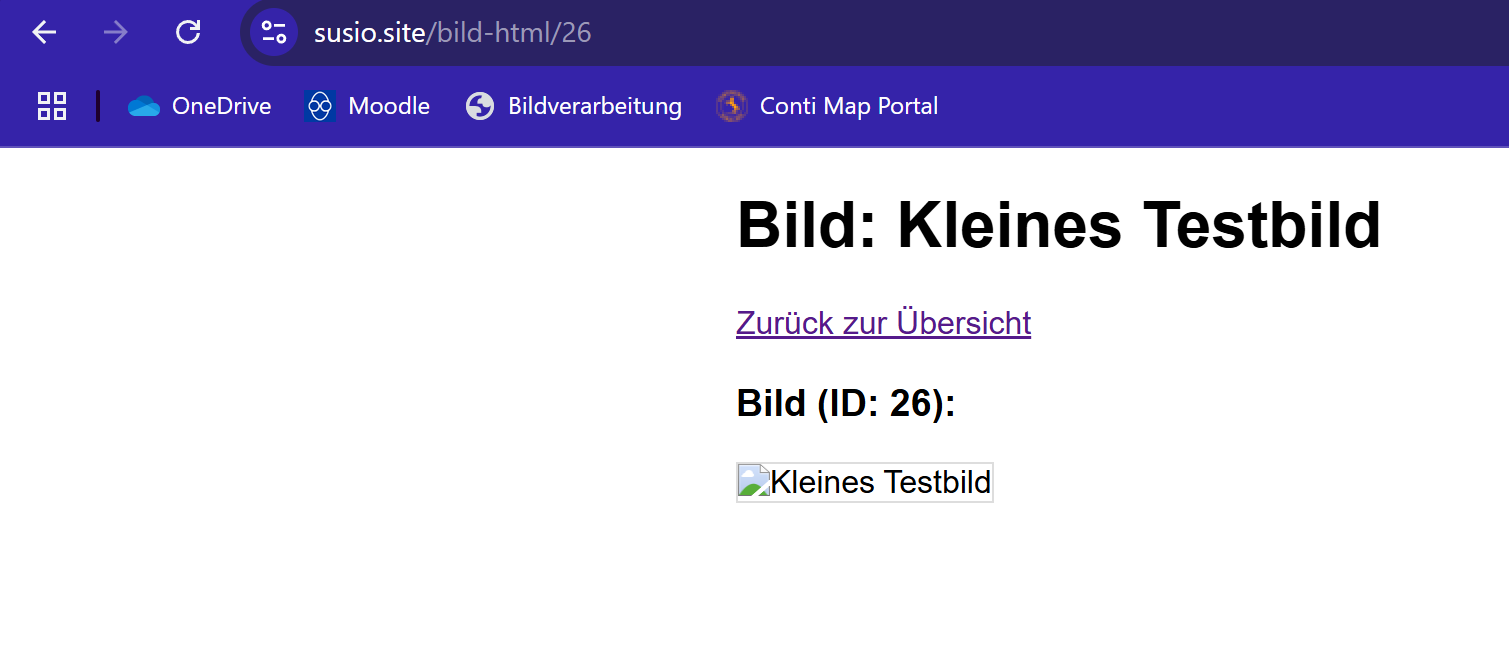 susio.site/bild-html/26
OneDrive Moodle Bildverarbeitung Conti Map Portal
Bild: Kleines Testbild
Zurück zur Übersicht
Bild (ID: 26):
Kleines Testbild